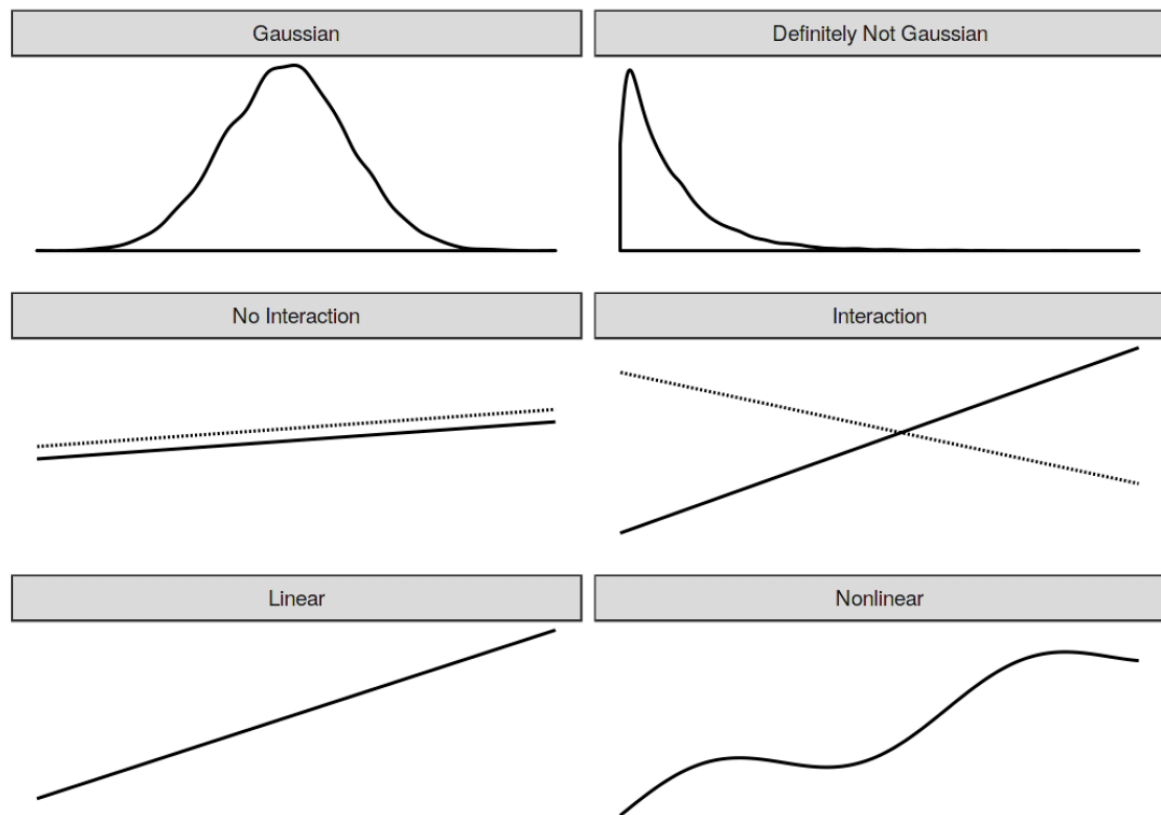 Gaussian
Definitely Not Gaussian
No Interaction
Interaction
Linear
Nonlinear